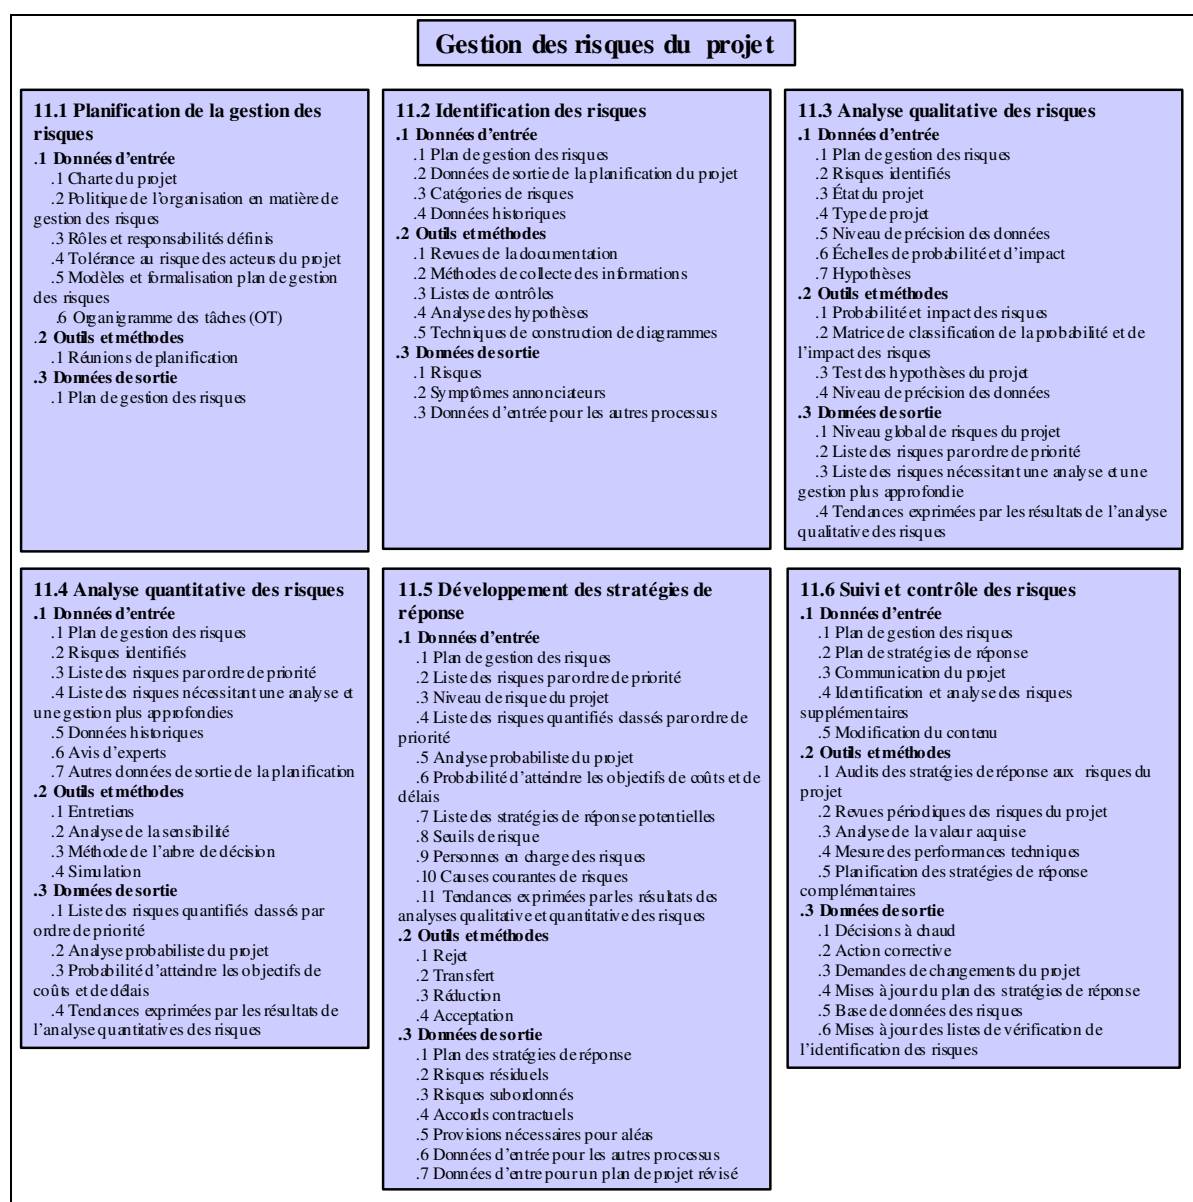 Gestion des risques du projet
11.1 Planification de la gestion des
risques
.1 Données d'entrée
.1 Charte du projet
.2 Politique de l'organisation en matière de
gestion des risques
.3 Rôles et responsabilités définis
.4 Tolérance au risque des acteurs du projet
.5 Modèles et formalisation plan de gestion
des risques
.6 Organigramme des tâches (OT)
.2 Outils et méthodes
.1 Réunions de planification
.3 Données de sortie
.1 Plan de gestion des risques
11.2 Identification des risques
.1 Données d'entrée
.1 Plan de gestion des risques
.2 Données de sortie de la planification du projet
.3 Catégories de risques
.4 Données historiques
.2 Outils et méthodes
.1 Revues de la documentation
.2 Méthodes de collecte des informations
.3 Listes de contrôles
.4 Analyse des hypothèses
.5 Techniques de construction de diagrammes
.3 Données de sortie
.1 Risques
.2 Symptômes annonciateurs
.3 Données d'entrée pour les autres processus
11.3 Analyse qualitative des risques
.1 Données d'entrée
.1 Plan de gestion des risques
.2 Risques identifiés
.3 État du projet
.4 Type de projet
.5 Niveau de précision des données
.6 Échelles de probabilité et d'impact
.7 Hypothèses
.2 Outils et méthodes
.1 Probabilité et impact des risques
.2 Matrice de classification de la probabilité et de
l'impact des risques
.3 Test des hypothèses du projet
.4 Niveau de précision des données
.3 Données de sortie
.1 Niveau global de risques du projet
.2 Liste des risques par ordre de priorité
.3 Liste des risques nécessitant une analyse et une
gestion plus approfondie
.4 Tendances exprimées par les résultats de l'analyse
qualitative des risques
11.4 Analyse quantitative des risques
.1 Données d'entrée
.1 Plan de gestion des risques
.2 Risques identifiés
.3 Liste des risques par ordre de priorité
.4 Liste des risques nécessitant une analyse et
une gestion plus approfondies
.5 Données historiques
.6 Avis d'experts
.7 Autres données de sortie de la planification
.2 Outils et méthodes
.1 Entretiens
.2 Analyse de la sensibilité
.3 Méthode de l'arbre de décision
.4 Simulation
.3 Données de sortie
.1 Liste des risques quantifiés classés par
ordre de priorité
.2 Analyse probabiliste du projet
.3 Probabilité d'atteindre les objectifs de
coûts et de délais
.4 Tendances exprimées par les résultats de
l'analyse quantitatives des risques
11.5 Développement des stratégies de
réponse
.1 Données d'entrée
.1 Plan de gestion des risques
.2 Liste des risques par ordre de priorité
.3 Niveau de risque du projet
.4 Liste des risques quantifiés classés par ordre de
priorité
.5 Analyse probabiliste du projet
.6 Probabilité d'atteindre les objectifs de coûts et de
délais
.7 Liste des stratégies de réponse potentielles
.8 Seuils de risque
.9 Personnes en charge des risques
.10 Causes courantes de risques
.11 Tendances exprimées par les résultats des
analyses qualitative et quantitative des risques
.2 Outils et méthodes
.1 Rejet
.2 Transfert
.3 Réduction
.4 Acceptation
.3 Données de sortie
.1 Plan des stratégies de réponse
.2 Risques résiduels
.3 Risques subordonnés
.4 Accords contractuels
.5 Provisions nécessaires pour aléas
.6 Données d'entrée pour les autres processus
.7 Données d'entre pour un plan de projet révisé
11.6 Suivi et contrôle des risques
.1 Données d'entrée
.1 Plan de gestion des risques
.2 Plan de stratégies de réponse
.3 Communication du projet
.4 Identification et analyse des risques
supplémentaires
.5 Modification du contenu
.2 Outils et méthodes
.1 Audits des stratégies de réponse aux risques du
projet
.2 Revues périodiques des risques du projet
.3 Analyse de la valeur acquise
.4 Mesure des performances techniques
.5 Planification des stratégies de réponse
complémentaires
.3 Données de sortie
.1 Décisions à chaud
.2 Action corrective
.3 Demandes de changements du projet
.4 Mises à jour du plan des stratégies de réponse
.5 Base de données des risques
.6 Mises à jour des listes de vérification de
l'identification des risques